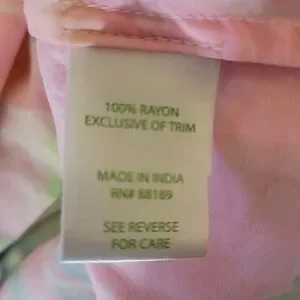 100% RAYON
EXCLUSIVE OF TRIM
MADE IN INDIA
RN# 88189
SEE REVERSE
FOR CARE